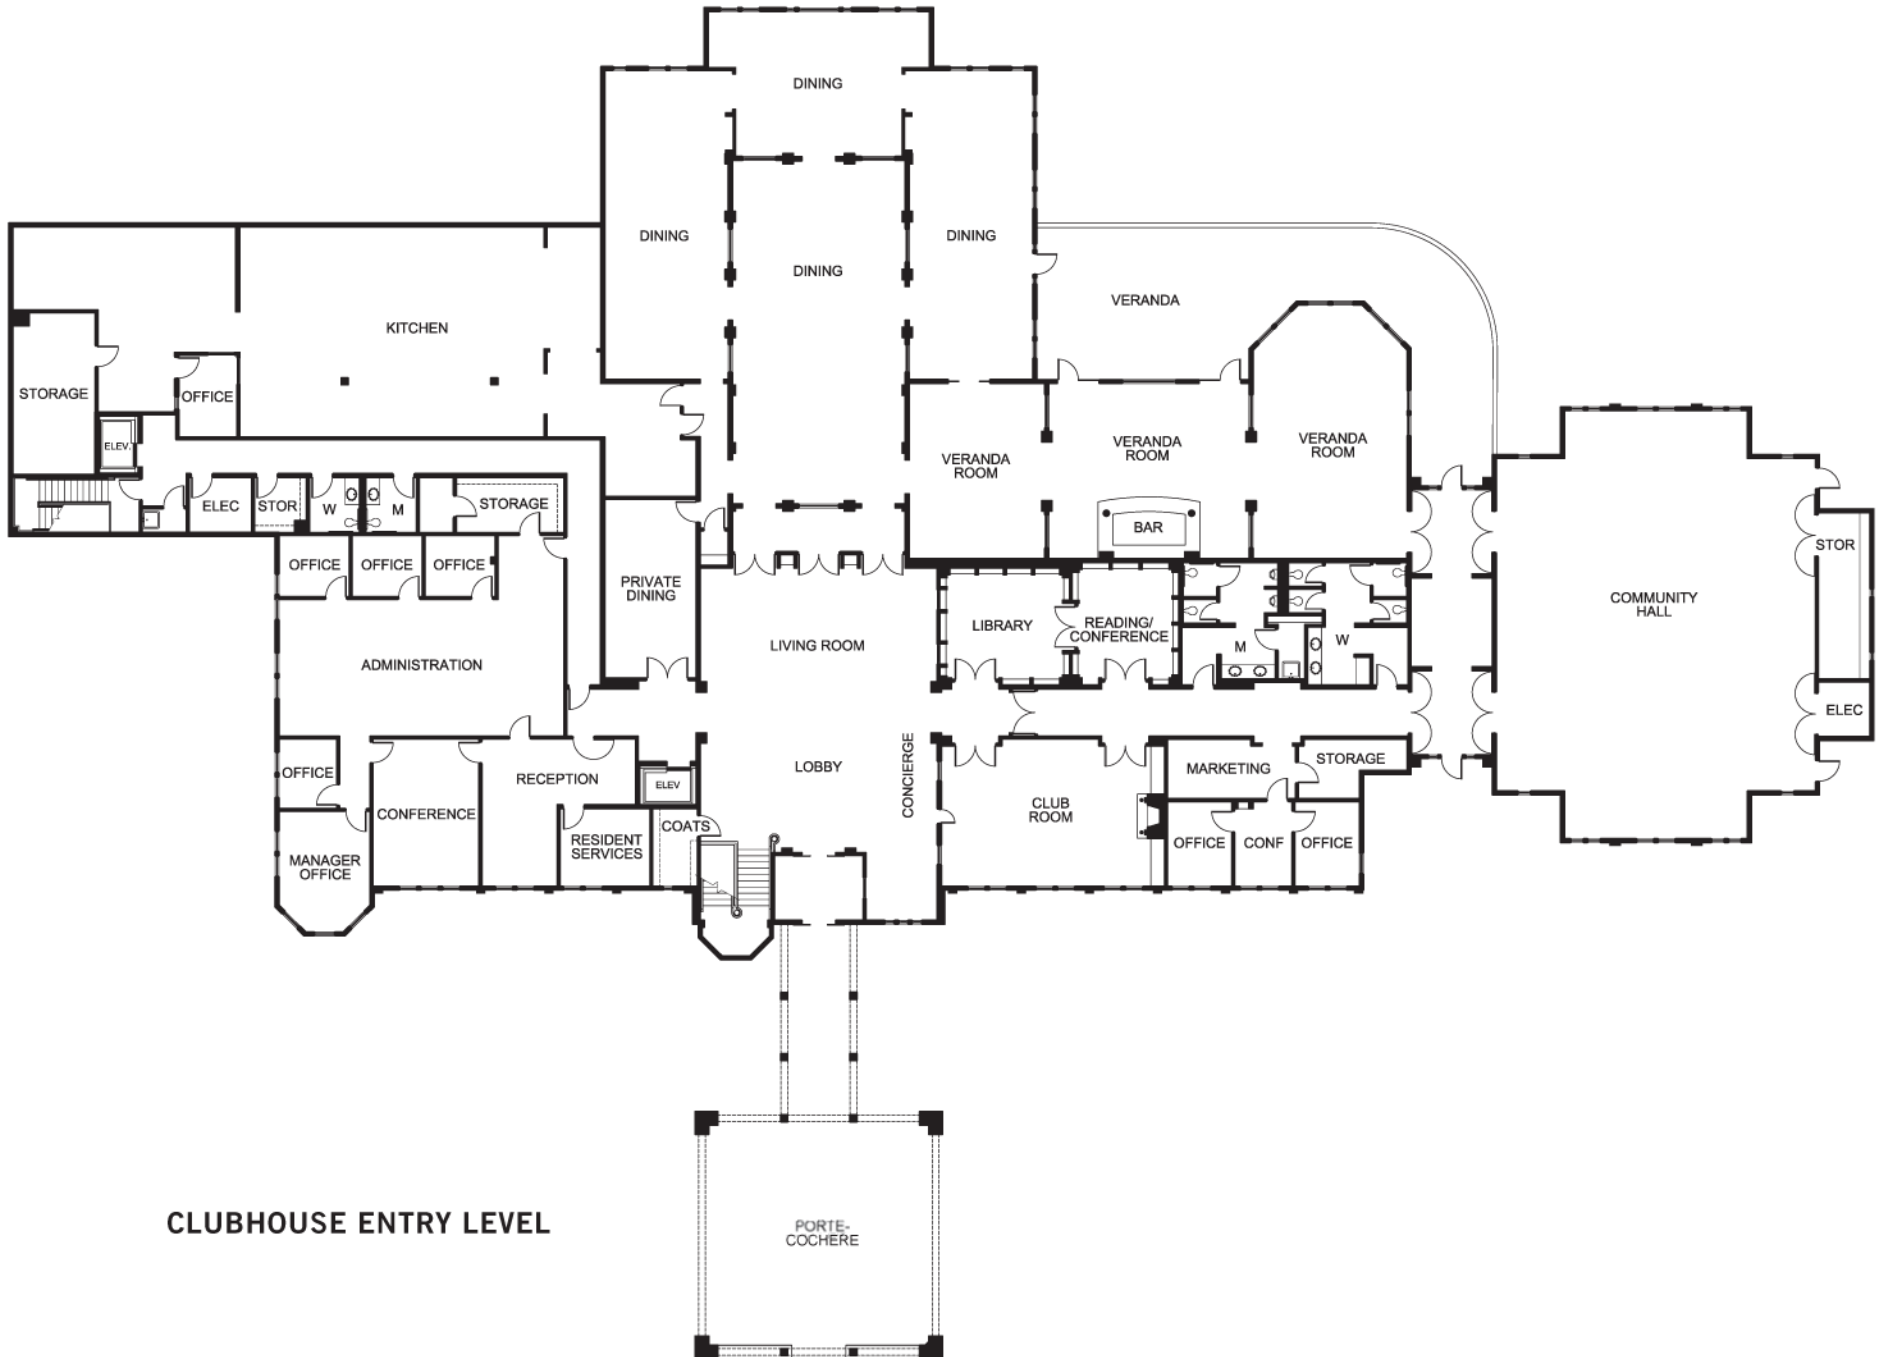 DINING
DINING
DINING
DINING
VERANDA
KITCHEN
STORAGE
OFFICE
ELEV.
VERANDA
ROOM
VERANDA
ROOM
VERANDA
ROOM
ELEC
STOR
W
M
STORAGE
BAR
STOR
OFFICE
OFFICE
OFFICE
PRIVATE
DINING
LIBRARY
READING/
CONFERENCE
M
W
COMMUNITY
HALL
LIVING ROOM
ADMINISTRATION
ELEC
OFFICE
RECEPTION
ELEV
LOBBY
CONCIERGE
MARKETING
STORAGE
CONFERENCE
CLUB
ROOM
COATS
RESIDENT
SERVICES
OFFICE
CONF
OFFICE
MANAGER
OFFICE
CLUBHOUSE ENTRY LEVEL
PORTE-
COCHERE